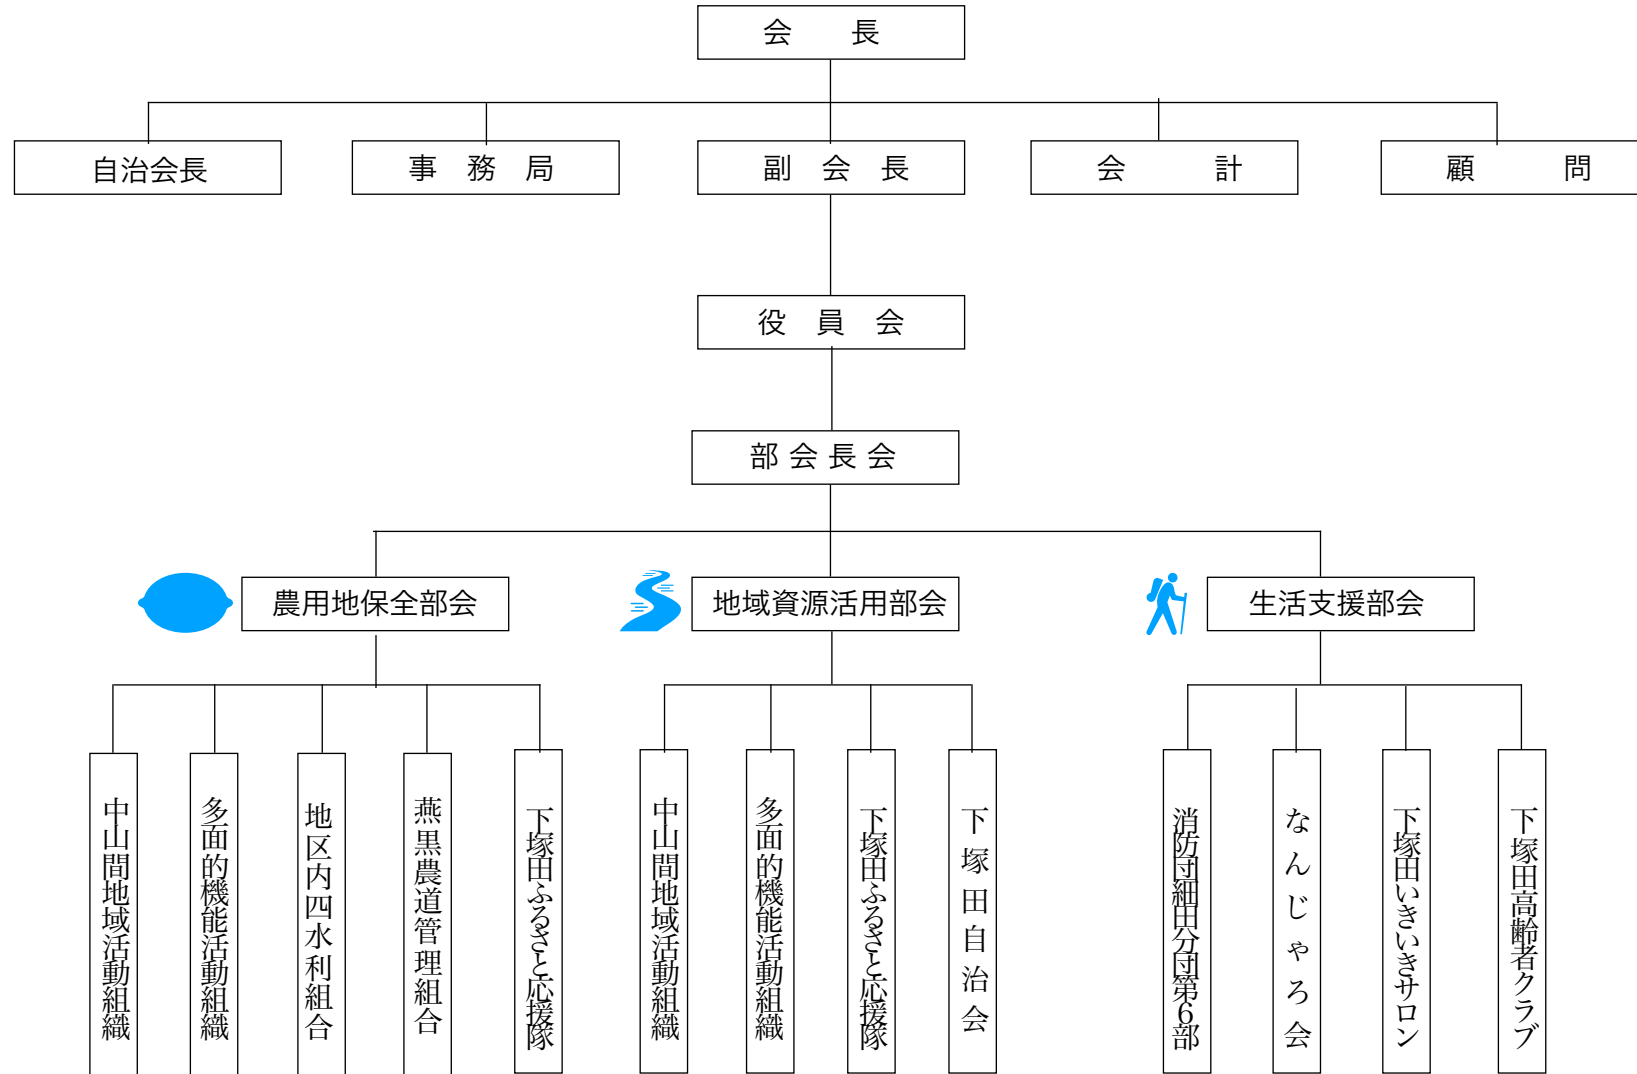 会　長
自治会長
事　務　局
副　会　長
会　　計
顧　　問
役　員　会
部 会 長 会
農用地保全部会
地域資源活用部会
生活支援部会
中山間地域活動組織
多面的機能活動組織
地区内四水利組合
燕黒農道管理組合
下塚田ふるさと応援隊
中山間地域活動組織
多面的機能活動組織
下塚田ふるさと応援隊
下塚田自治会
消防団細田分団第6部
なんじゃろ会
下塚田いきいきサロン
下塚田高齢者クラブ